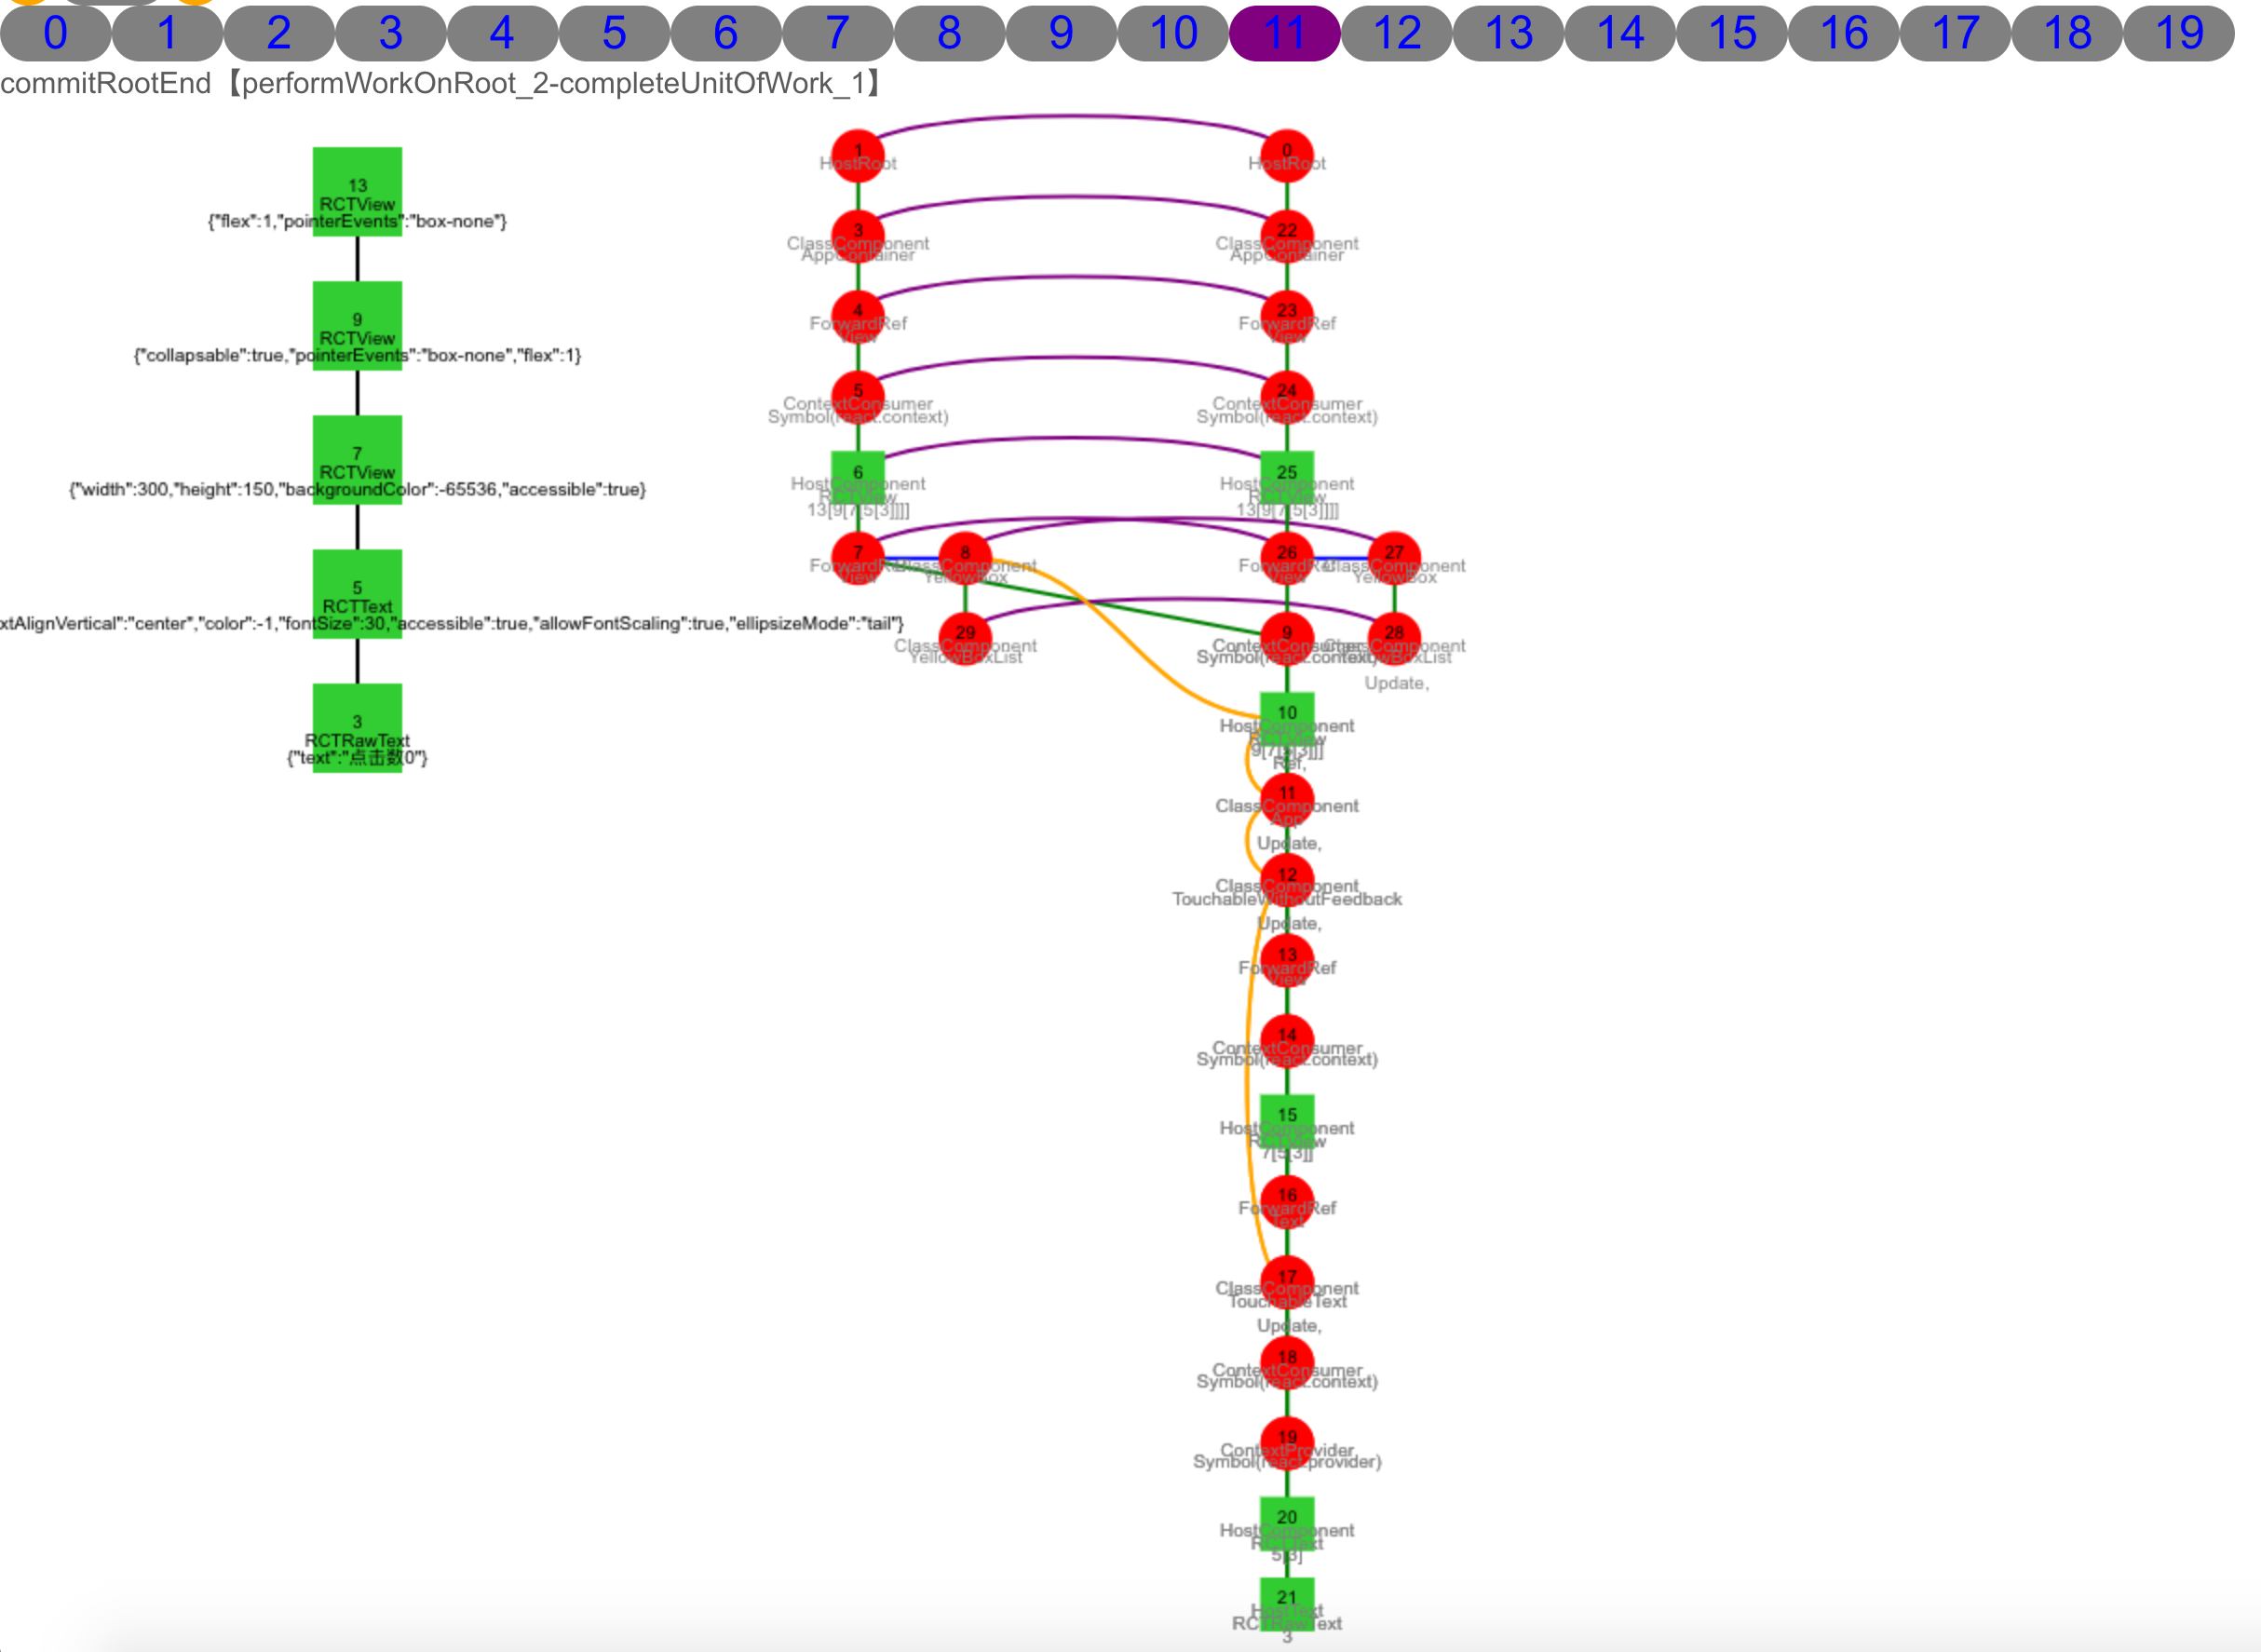 0 1 2 3 4 5 6 7 8 9 10 11 12 13 14 15 16 17 18 19
commitRootEnd【performWorkOnRoot_2-completeUnitOfWork_1】
13
RCTView
{"flex":1,"pointerEvents":"box-none"}
9
RCTView
{"collapsable":true,"pointerEvents":"box-none","flex":1}
7
RCTView
{"width":300,"height":150,"backgroundColor":-65536,"accessible":true}
5
RCTText
xtAlignVertical":"center","color":-1,"fontSize":30,"accessible":true,"allowFontScaling":true,"ellipsizeMode":"tail"}
3
RCTRawText
{"text":"点击数0"}
1
HostRoot
0
HostRoot
3
ClassComponent
AppContainer
22
ClassComponent
AppContainer
4
ForwardRef
View
23
ForwardRef
View
5
ContextConsumer
Symbol(react.context)
24
ContextConsumer
Symbol(react.context)
6
HostComponent
RCTView
13[9[7[5[3]]]]
25
HostComponent
RCTView
13[9[7[5[3]]]]
7
ForwardRef
View
8
ClassComponent
YellowBox
26
ForwardRef
View
27
ClassComponent
YellowBox
29
ClassComponent
YellowBoxList
9
ContextConsumer
Symbol(react.context)
28
ClassComponent
YellowBoxList
Update,
10
HostComponent
RCTView
9[7[5[3]]]
Ref,
11
ClassComponent
App
Update,
12
ClassComponent
TouchableWithoutFeedback
Update,
13
ForwardRef
View
14
ContextConsumer
Symbol(react.context)
15
HostComponent
RCTView
7[5[3]]
16
ForwardRef
Text
17
ClassComponent
TouchableText
Update,
18
ContextConsumer
Symbol(react.context)
19
ContextProvider
Symbol(react.provider)
20
HostComponent
RCTText
5[3]
21
HostText
RCTRawText
3